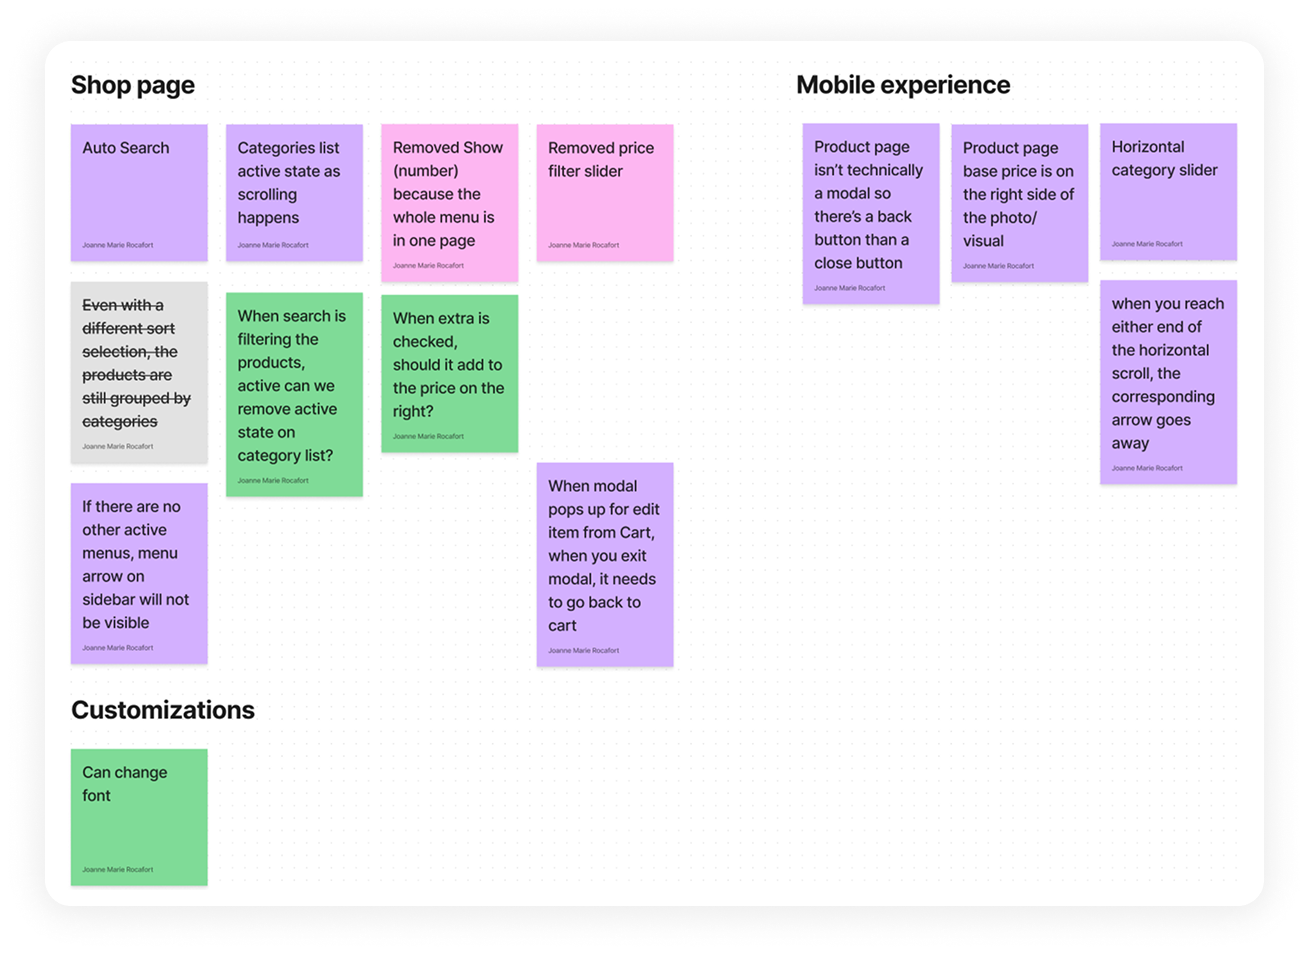 Shop page
Auto Search
Joanne Marie Rocafort
Categories list
active state as
scrolling
happens
Joanne Marie Rocafort
Removed Show
(number)
because the
whole menu is
in one page
Joanne Marie Rocafort
Removed price
filter slider
Joanne Marie Rocafort
Even with a
different sort
selection, the
products are
still grouped by
categories
Joanne Marie Rocafort
When search is
filtering the
products,
active can we
remove active
state on
category list?
Joanne Marie Rocafort
When extra is
checked,
should it add to
the price on the
right?
Joanne Marie Rocafort
If there are no
other active
menus, menu
arrow on
sidebar will not
be visible
Joanne Marie Rocafort
When modal
pops up for edit
item from Cart,
when you exit
modal, it needs
to go back to
cart
Joanne Marie Rocafort
Mobile experience
Product page
isn’t technically
a modal so
there’s a back
button than a
close button
Joanne Marie Rocafort
Product page
base price is on
the right side of
the photo/
visual
Joanne Marie Rocafort
Horizontal
category slider
Joanne Marie Rocafort
when you reach
either end of
the horizontal
scroll, the
corresponding
arrow goes
away
Joanne Marie Rocafort
Customizations
Can change
font
Joanne Marie Rocafort